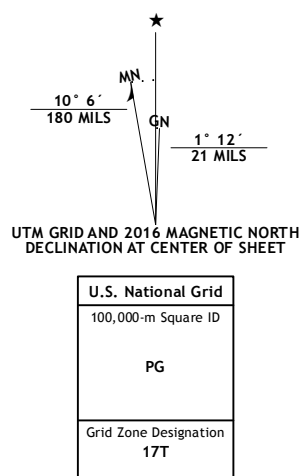 ★
MN
10° 6´
180 MILS
GN
1° 12´
21 MILS
UTM GRID AND 2016 MAGNETIC NORTH
DECLINATION AT CENTER OF SHEET
U.S. National Grid
100,000-m Square ID
PG
Grid Zone Designation
17T